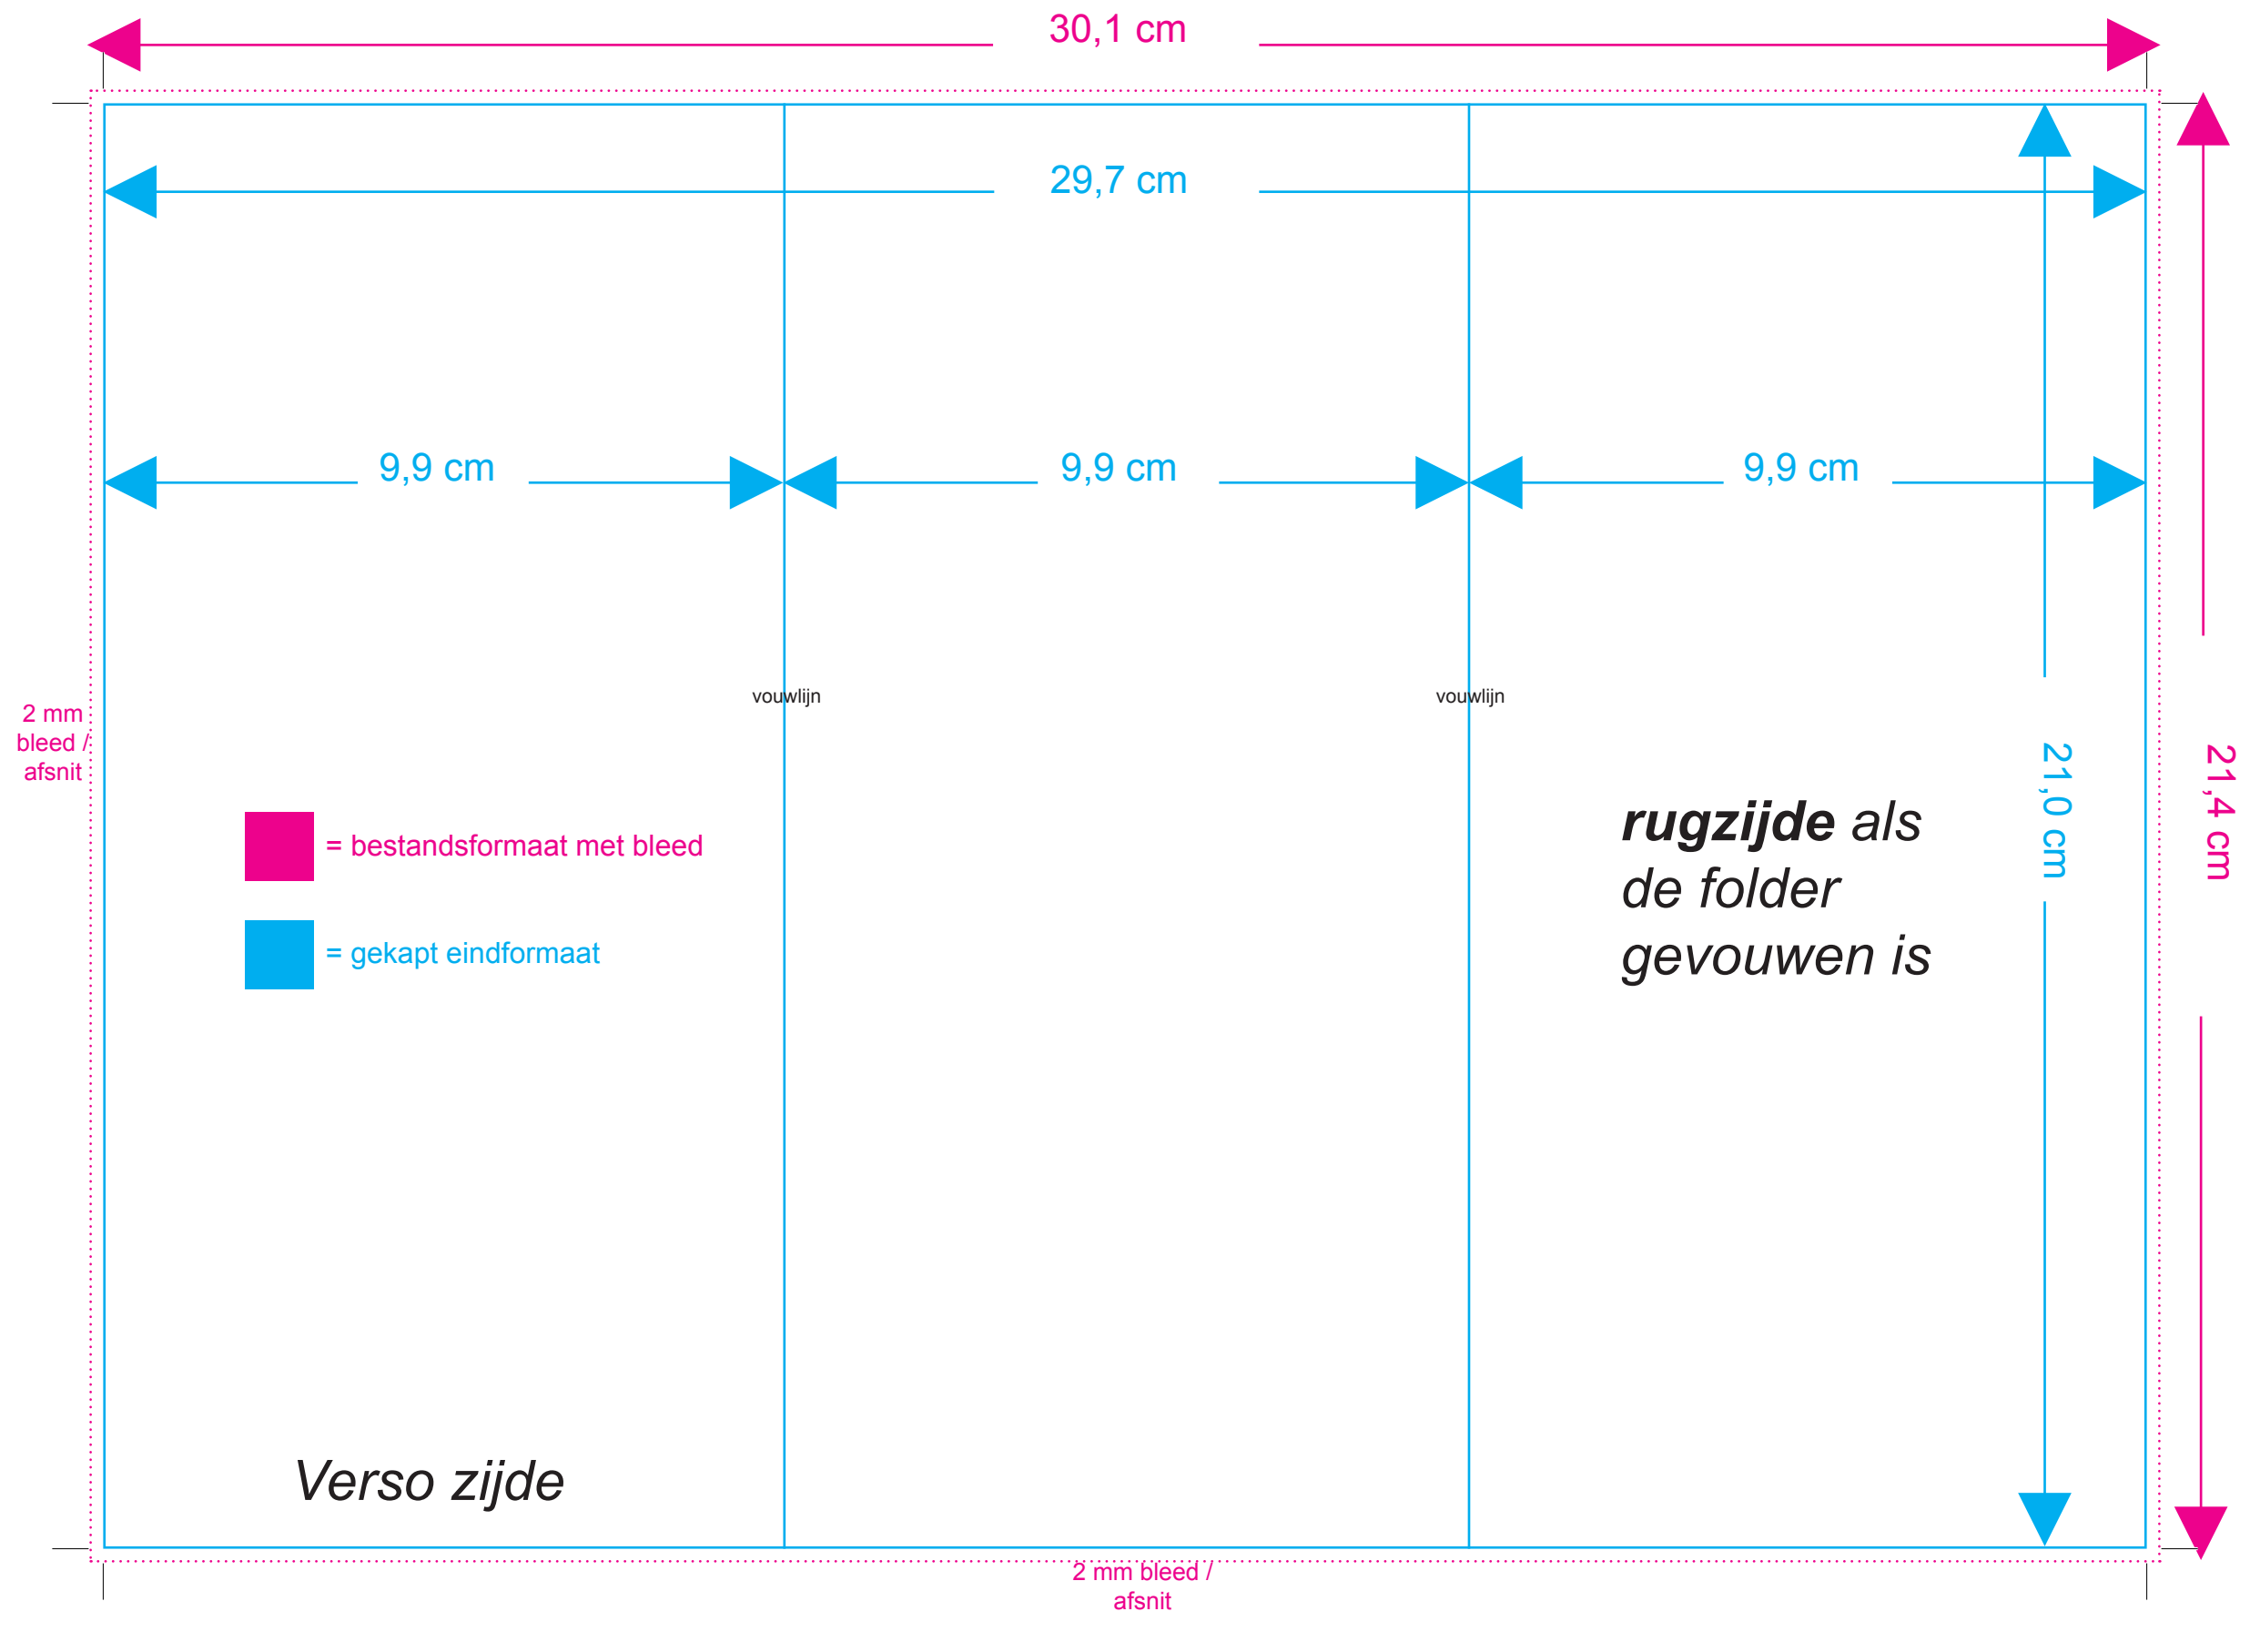 30,1 cm
29,7 cm
9,9 cm
9,9 cm
9,9 cm
vouwlijn
vouwlijn
2 mm
bleed /
afsnit
21,0 cm
21,4 cm
= bestandsformaat met bleed
= gekapt eindformaat
rugzijde als
de folder
gevouwen is
Verso zijde
2 mm bleed /
afsnit